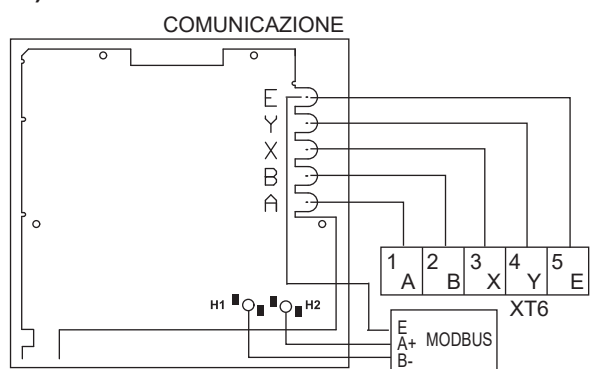 COMUNICAZIONE
E
Y
X
B
A
1 A 2 B 3 X 4 Y 5 E
XT6
H1 H2
E
A+ MODBUS
B-